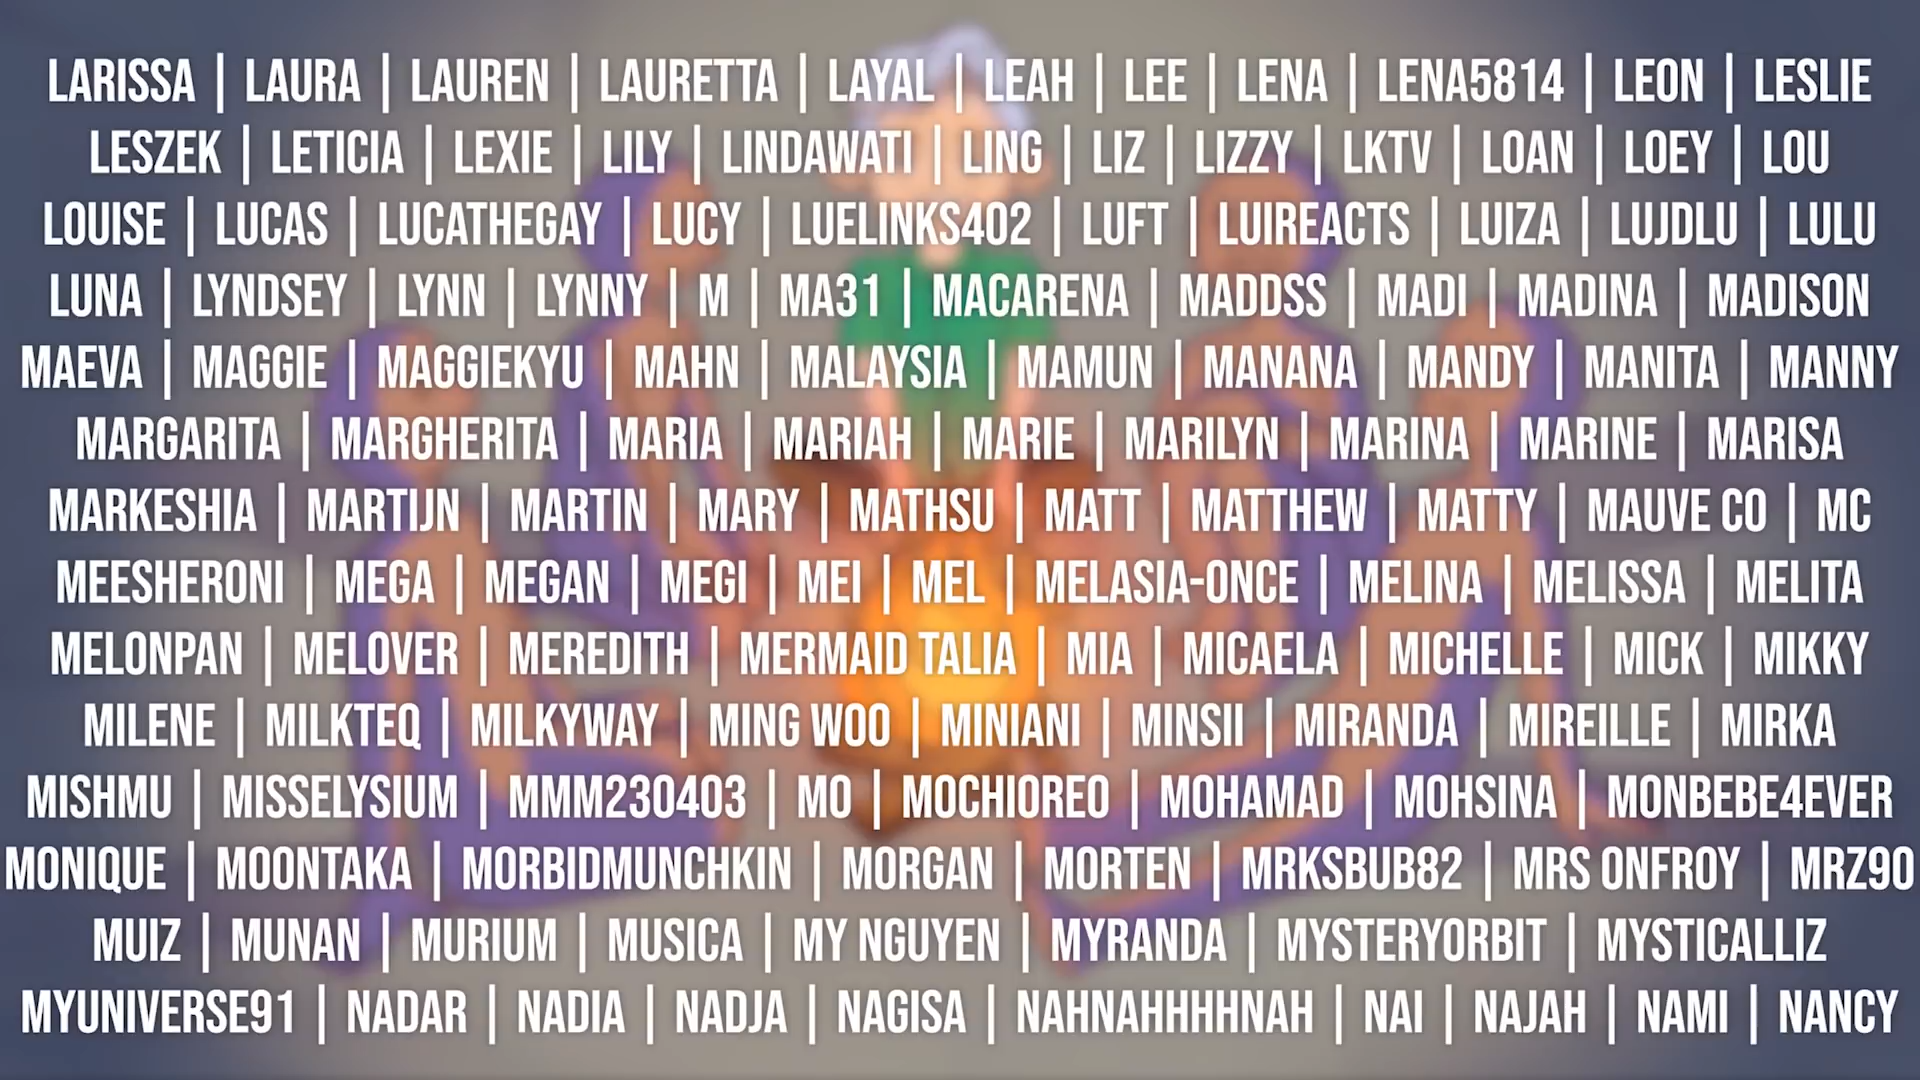 LARISSA | LAURA | LAUREN | LAURETTA | LAYAL | LEAH | LEE | LENA | LENA5814 | LEON | LESLIE
LESZEK | LETICIA | LEXIE | LILY | LINDAWATI | LING | LIZ | LIZZY | LKTV | LOAN | LOEY | LOU
LOUISE | LUCAS | LUCATHEGAY | LUCY | LUELINKS402 | LUFT | LUIREACTS | LUIZA | LUJDLU | LULU
LUNA | LYNDSEY | LYNN | LYNNY | M | MA31 | MACARENA | MADDSS | MADI | MADINA | MADISON
MAEVA | MAGGIE | MAGGIEKYU | MAHN | MALAYSIA | MAMUN | MANANA | MANDY | MANITA | MANNY
MARGARITA | MARGHERITA | MARIA | MARIAH | MARIE | MARILYN | MARINA | MARINE | MARISA
MARKESHIA | MARTIJN | MARTIN | MARY | MATHSU | MATT | MATTHEW | MATTY | MAUVE CO | MC
MEESHERONI | MEGA | MEGAN | MEGI | MEI | MEL | MELASIA-ONCE | MELINA | MELISSA | MELITA
MELONPAN | MELOVER | MEREDITH | MERMAID TALIA | MIA | MICAELA | MICHELLE | MICK | MIKKY
MILENE | MILKTEQ | MILKYWAY | MING WOO | MINIANI | MINSII | MIRANDA | MIREILLE | MIRKA
MISHMU | MISSELYSIUM | MMM230403 | MO | MOCHIOREO | MOHAMAD | MOHSINA | MONBEBE4EVER
MONIQUE | MOONTAKA | MORBIDMUNCHKIN | MORGAN | MORTEN | MRKSBUB82 | MRS ONFROY | MRZ90
MUIZ | MUNAN | MURIUM | MUSICA | MY NGUYEN | MYRANDA | MYSTERYORBIT | MYSTICALLIZ
MYUNIVERSE91 | NADAR | NADIA | NADJA | NAGISA | NAHNAHHHHNAH | NAI | NAJAH | NAMI | NANCY